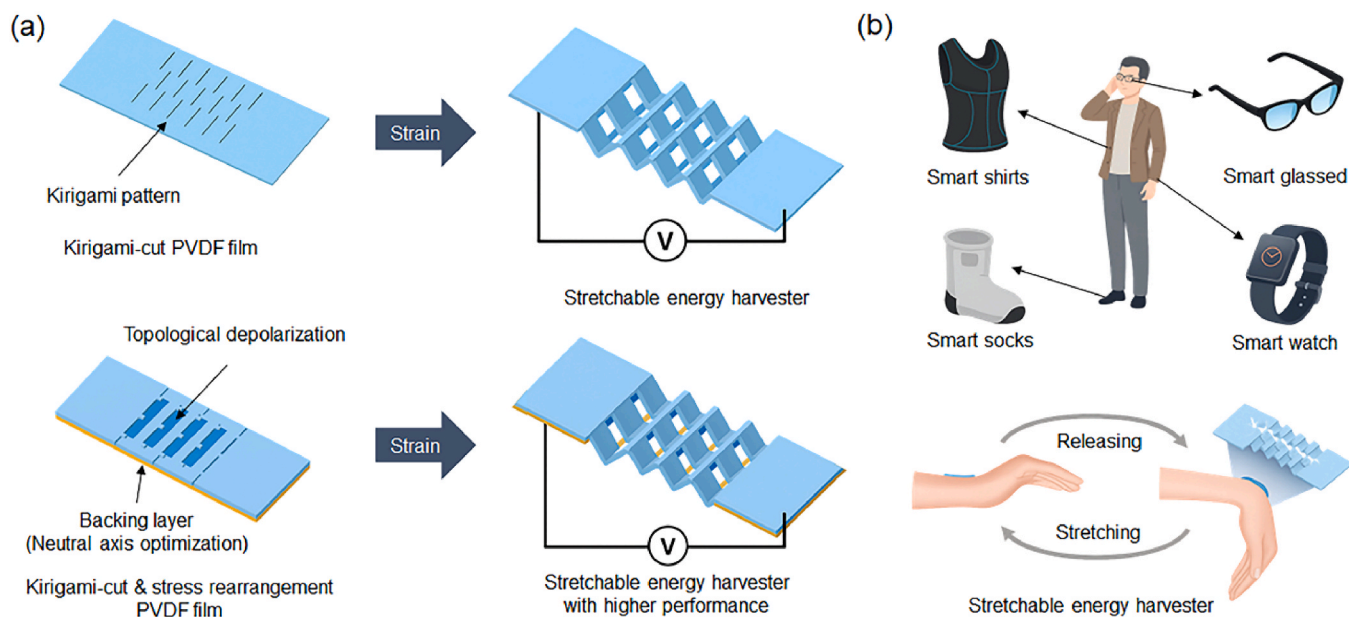 (a)
Kirigami pattern
Kirigami-cut PVDF film
Strain
V
Stretchable energy harvester
Topological depolarization
Backing layer
(Neutral axis optimization)
Kirigami-cut & stress rearrangement
PVDF film
Strain
V
Stretchable energy harvester
with higher performance
(b)
Smart shirts
Smart glassed
Smart socks
Smart watch
Releasing
Stretching
Stretchable energy harvester